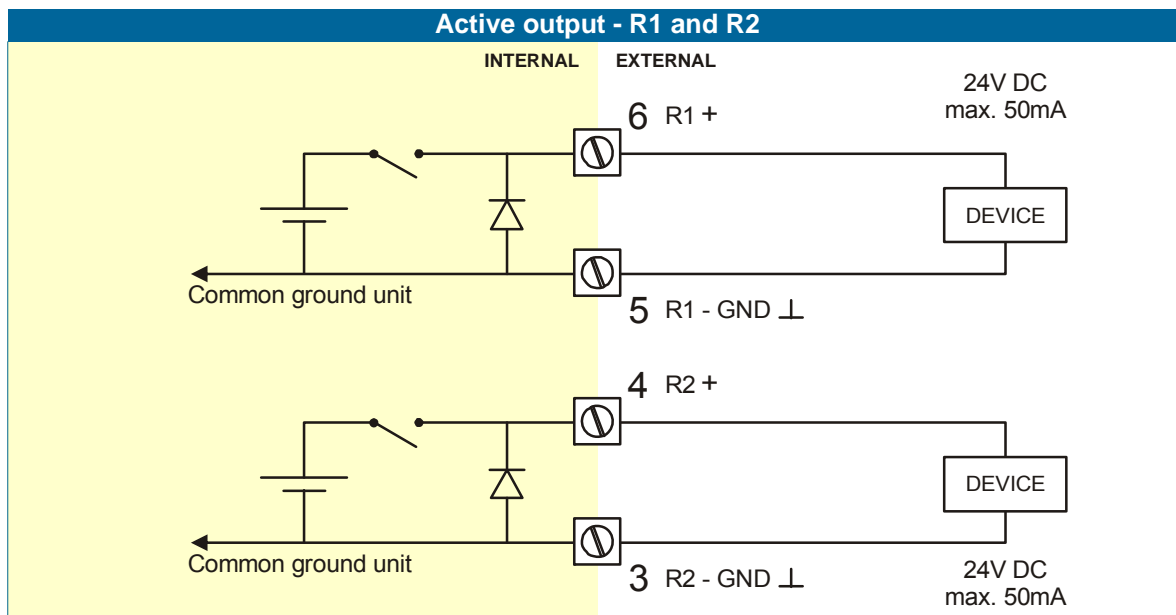 Active output - R1 and R2
INTERNAL EXTERNAL
24V DC
max. 50mA
6 R1 +
DEVICE
Common ground unit
5 R1 - GND ⊥
4 R2 +
DEVICE
Common ground unit
3 R2 - GND ⊥
24V DC
max. 50mA